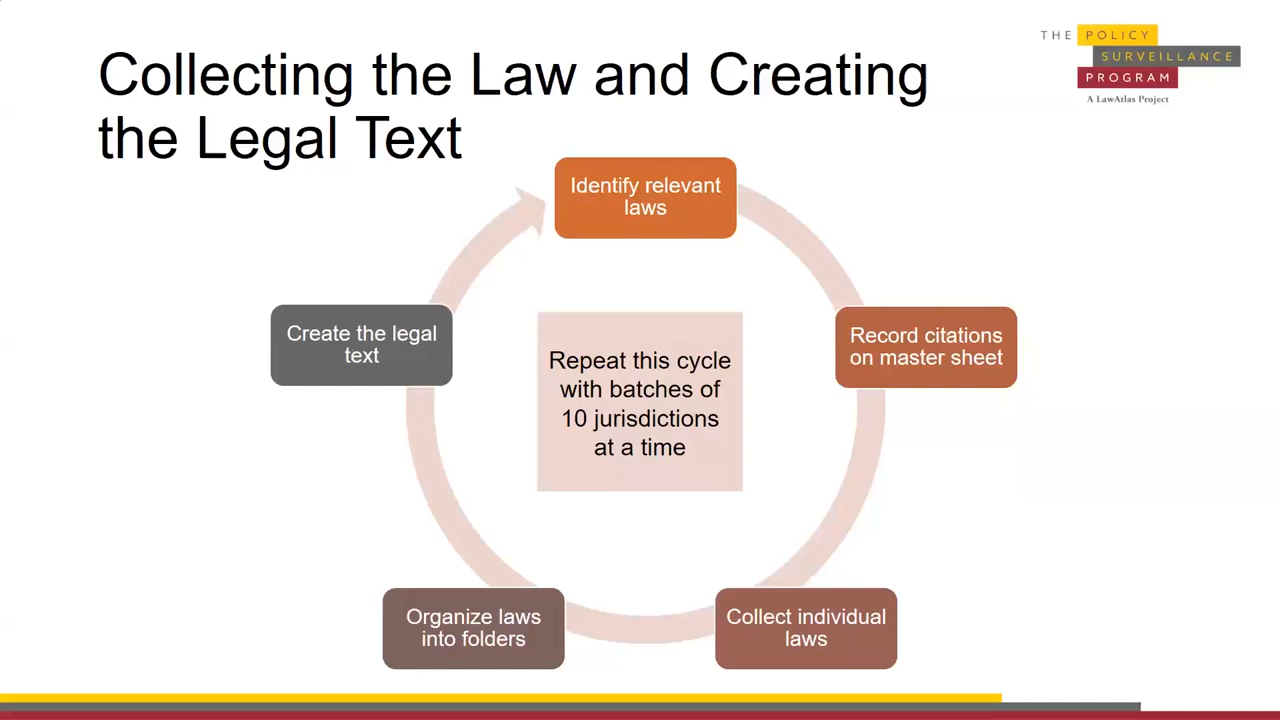 Collecting the Law and Creating
the Legal Text
THE POLICY
SURVEILLANCE
PROGRAM
A LawAtlas Project
Identify relevant
laws
Record citations
on master sheet
Collect individual
laws
Organize laws
into folders
Create the legal
text
Repeat this cycle
with batches of
10 jurisdictions
at a time